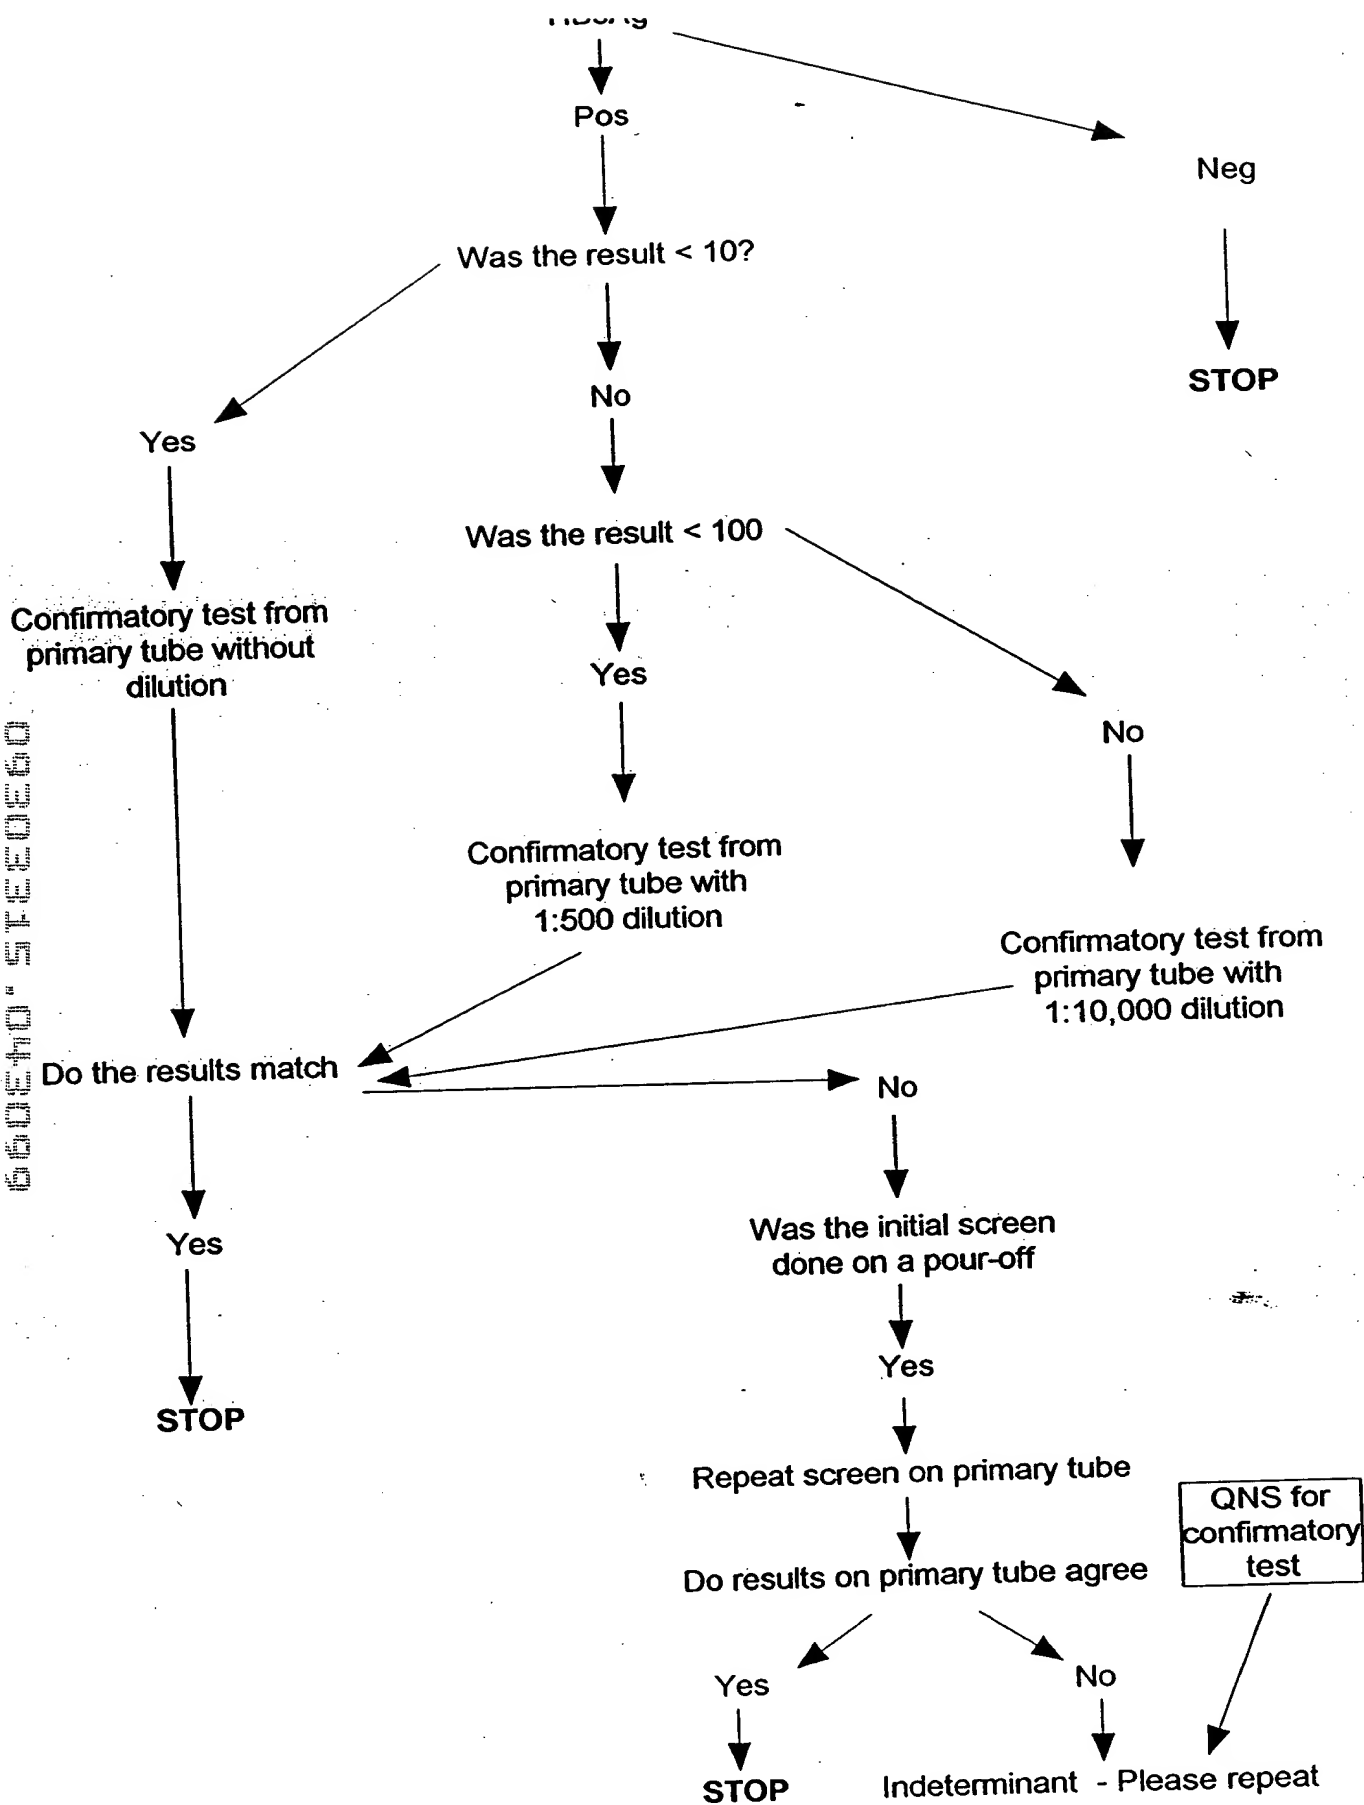 Pos
Neg
Was the result < 10?
STOP
No
Yes
Was the result < 100
Confirmatory test from
primary tube without
dilution
Yes
No
Confirmatory test from
primary tube with
1:500 dilution
Confirmatory test from
primary tube with
1:10,000 dilution
Do the results match
No
Yes
Was the initial screen
done on a pour-off
Yes
STOP
Repeat screen on primary tube
QNS for
confirmatory
test
Do results on primary tube agree
Yes
No
STOP
Indeterminant - Please repeat